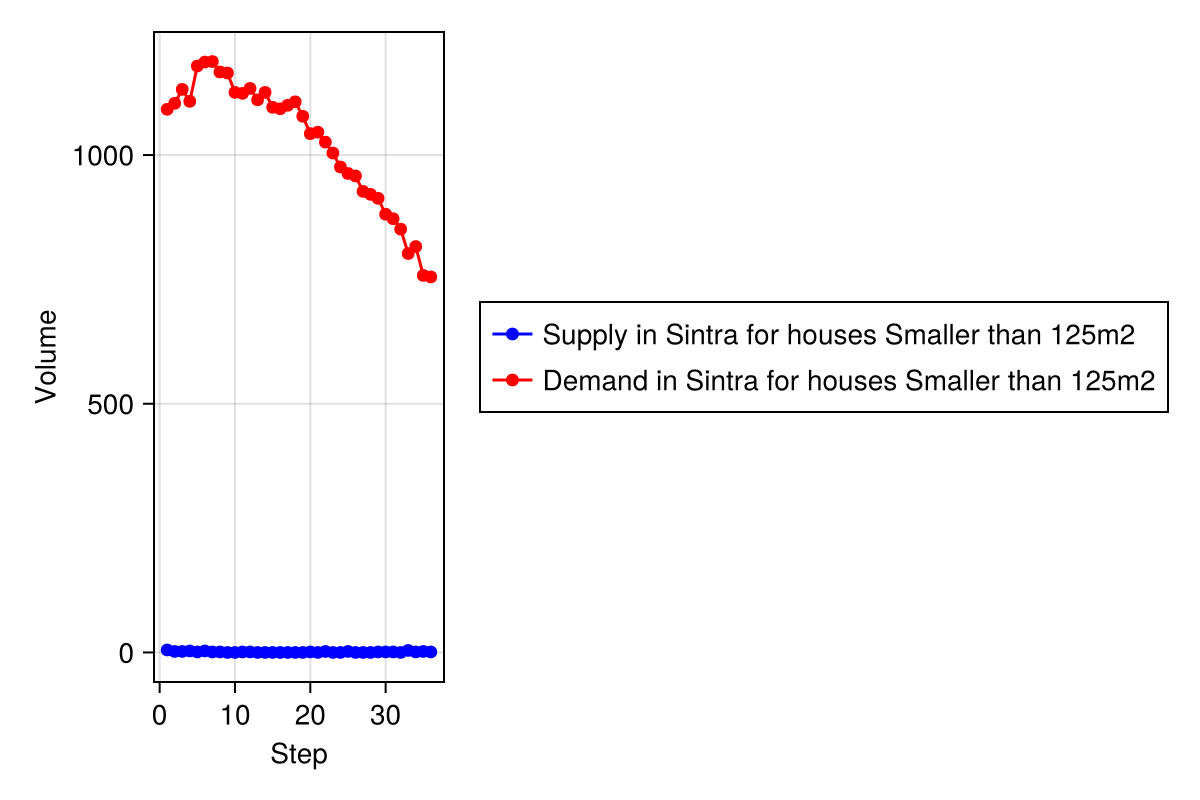 Volume
1000
500
0
0 10 20 30
Step
Supply in Sintra for houses Smaller than 125m2
Demand in Sintra for houses Smaller than 125m2